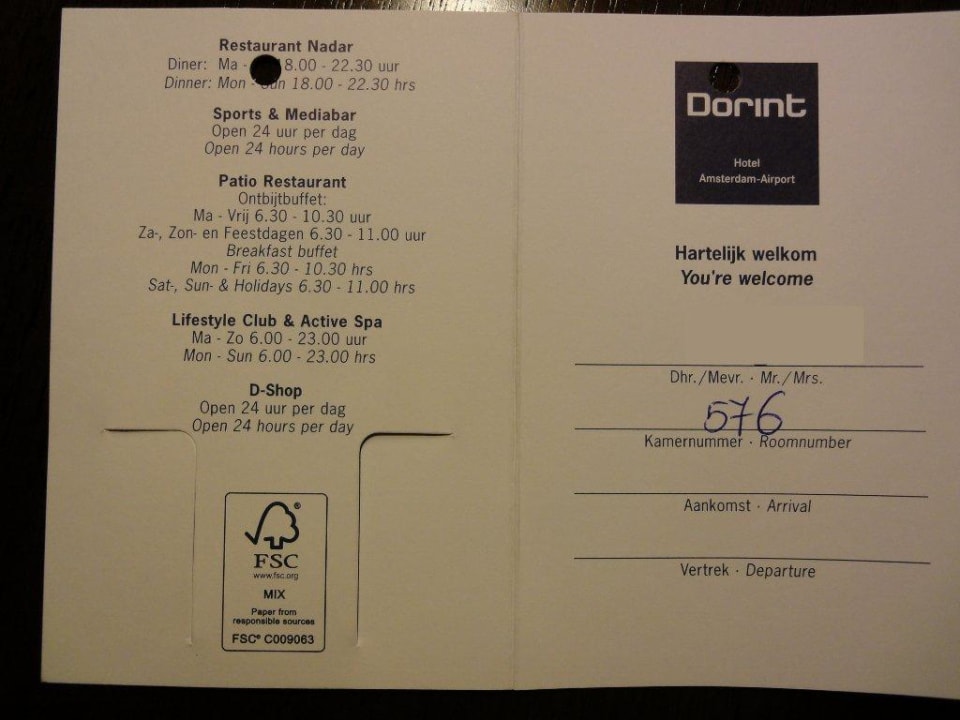 Restaurant Nadar
Diner: Ma - 18.00 - 22.30 uur
Dinner: Mon - Sun 18.00 - 22.30 hrs
Sports & Mediabar
Open 24 uur per dag
Open 24 hours per day
Patio Restaurant
Ontbijtbuffet:
Ma - Vrij 6.30 - 10.30 uur
Za-, Zon- en Feestdagen 6.30 - 11.00 uur
Breakfast buffet
Mon - Fri 6.30 - 10.30 hrs
Sat-, Sun- & Holidays 6.30 - 11.00 hrs
Lifestyle Club & Active Spa
Ma - Zo 6.00 - 23.00 uur
Mon - Sun 6.00 - 23.00 hrs
D-Shop
Open 24 uur per dag
Open 24 hours per day
®
FSC
www.fsc.org
MIX
Paper from
responsible sources
FSC® C009063
Dorint
Hotel
Amsterdam-Airport
Hartelijk welkom
You're welcome
Dhr./Mevr. · Mr./Mrs.
576
Kamernummer · Roomnumber
Aankomst · Arrival
Vertrek · Departure